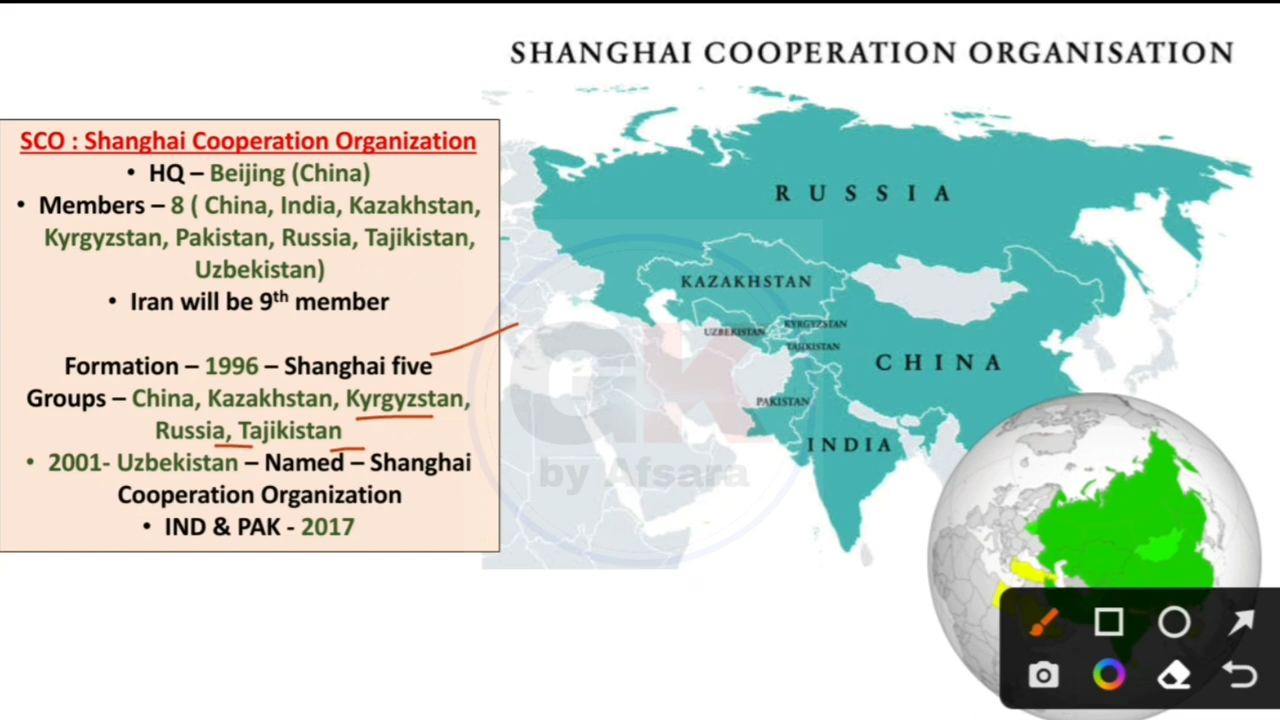 SHANGHAI COOPERATION ORGANISATION
SCO : Shanghai Cooperation Organization
• HQ – Beijing (China)
• Members – 8 ( China, India, Kazakhstan,
Kyrgyzstan, Pakistan, Russia, Tajikistan,
Uzbekistan)
• Iran will be 9th member
Formation – 1996 – Shanghai five
Groups – China, Kazakhstan, Kyrgyzstan,
Russia, Tajikistan
• 2001- Uzbekistan – Named – Shanghai
Cooperation Organization
• IND & PAK - 2017
RUSSIA
KAZAKHSTAN
UZBEKISTAN
KYRGYZSTAN
TAJIKISTAN
CHINA
PAKISTAN
INDIA
GK
by Afsara